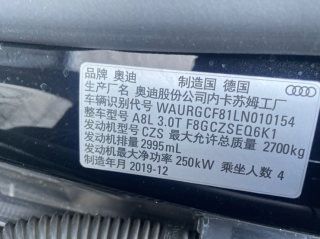 品牌 奥迪 制造国 德国
生产厂名 奥迪股份公司内卡苏姆工厂
车辆识别代号 WAURGCF81LN010154
整车型号 A8L 3.0T F8GCZSEQ6K1
发动机型号 CZS 最大允许总质量 2700kg
发动机排量 2995mL
发动机最大净功率 250kW 乘坐人数 4
制造年月 2019-12